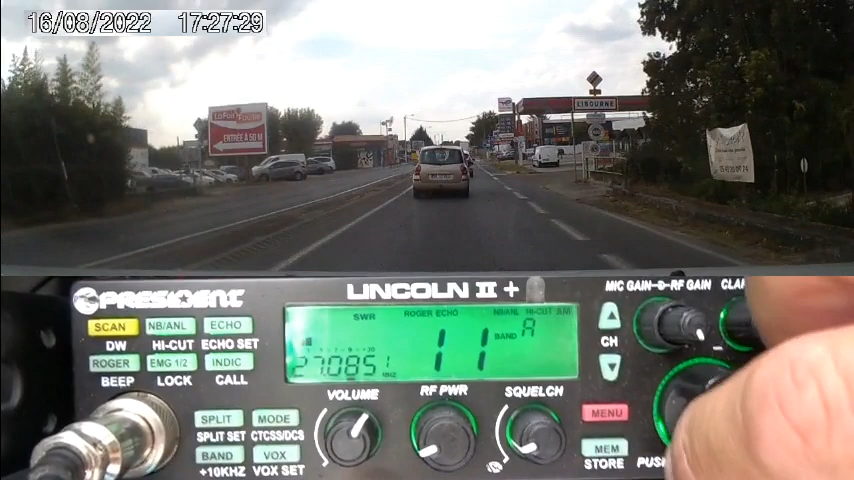 16/08/2022 17:27:29
La Foir'Fouille
ENTRÉE À 50 M
LIBOURNE
PRESIDENT
LINCOLN II +
MIC GAIN-D-RF GAIN
CLAR
SCAN
NB/ANL
ECHO
DW
HI-CUT
ECHO SET
ROGER
EMG 1/2
INDIC
BEEP
LOCK
CALL
SWR
ROGER ECHO
NB/ANL HI-CUT AM
BAND A
27.0851
MHZ
11
CH
VOLUME
RF PWR
SQUELCH
SPLIT
MODE
SPLIT SET
CTCSS/DCS
BAND
VOX
+10KHZ
VOX SET
MENU
MEM
STORE
PUSH